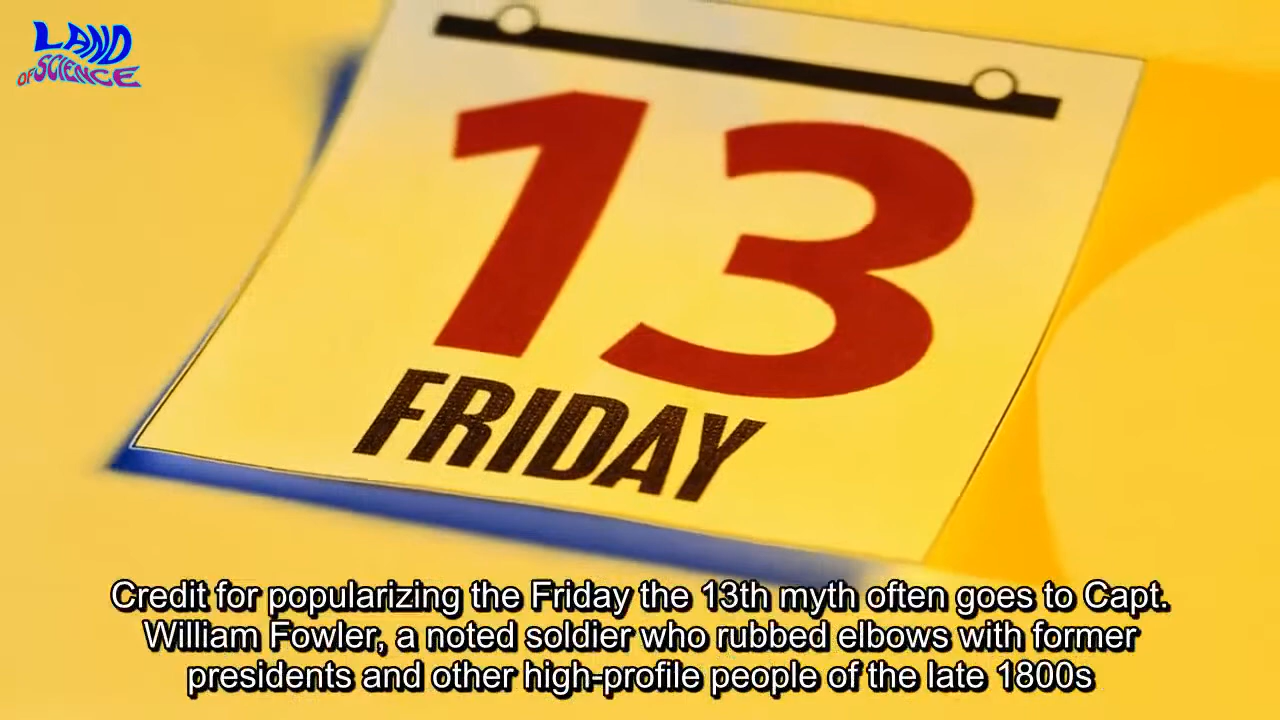 LAND
OF SCIENCE
13
FRIDAY
Credit for popularizing the Friday the 13th myth often goes to Capt.
William Fowler, a noted soldier who rubbed elbows with former
presidents and other high-profile people of the late 1800s